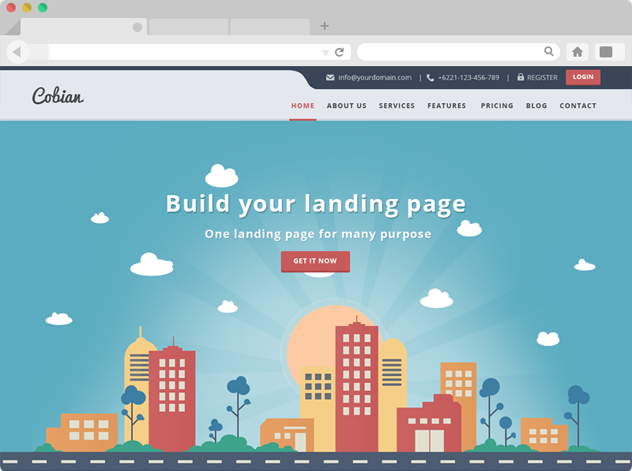 info@yourdomain.com | +6221-123-456-789 | REGISTER LOGIN
Cobian
HOME ABOUT US SERVICES FEATURES PRICING BLOG CONTACT
Build your landing page
One landing page for many purpose
GET IT NOW